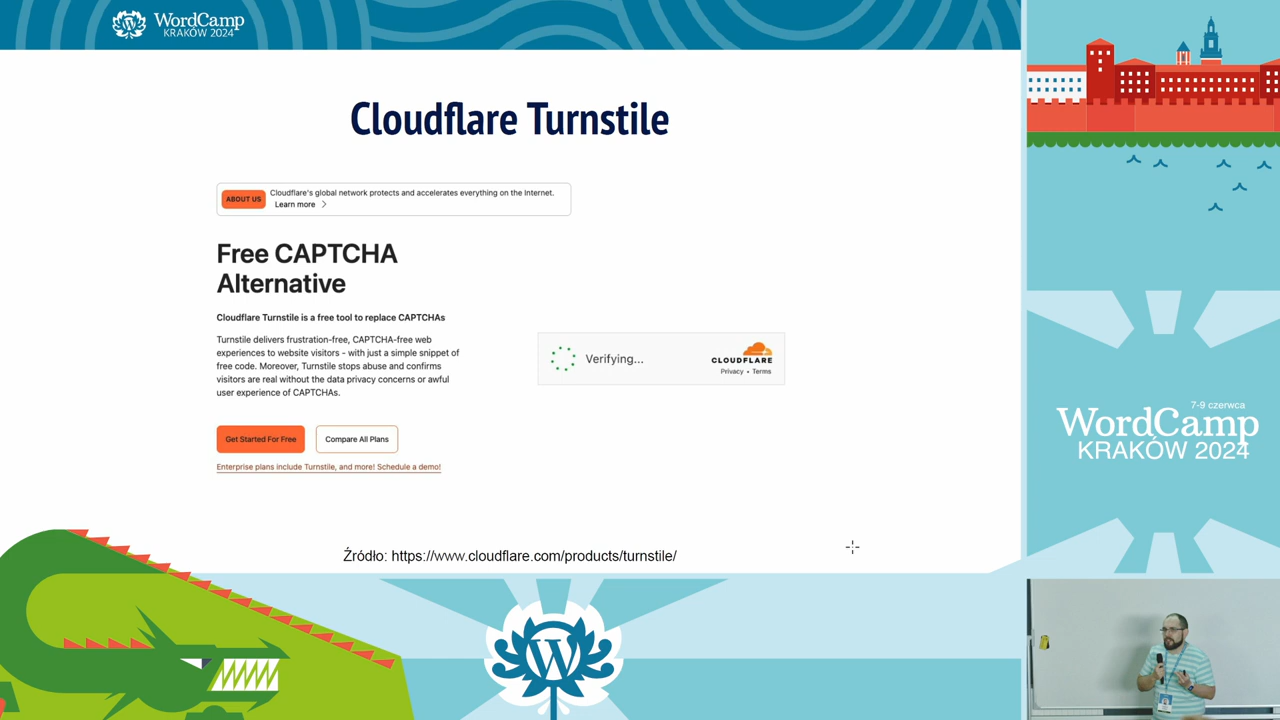 WordCamp
KRAKÓW 2024
Cloudflare Turnstile
ABOUT US
Cloudflare's global network protects and accelerates everything on the Internet.
Learn more
Free CAPTCHA
Alternative
Cloudflare Turnstile is a free tool to replace CAPTCHAs
Turnstile delivers frustration-free, CAPTCHA-free web
experiences to website visitors - with just a simple snippet of
free code. Moreover, Turnstile stops abuse and confirms
visitors are real without the data privacy concerns or awful
user experience of CAPTCHAs.
Get Started For Free
Compare All Plans
Enterprise plans include Turnstile, and more! Schedule a demo!
Verifying...
CLOUDFLARE
Privacy • Terms
Źródło: https://www.cloudflare.com/products/turnstile/
7-9 czerwca
WordCamp
KRAKÓW 2024
W